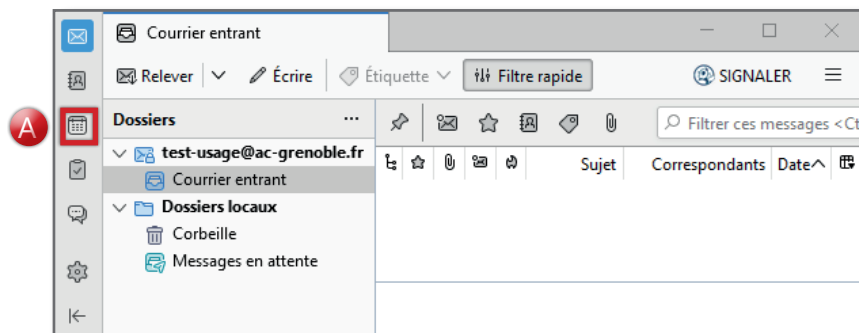 Courrier entrant
Relever Écrire Étiquette Filtre rapide SIGNALER
A
Dossiers
Filtrer ces messages <Ct
test-usage@ac-grenoble.fr
Sujet Correspondants Date
Courrier entrant
Dossiers locaux
Corbeille
Messages en attente